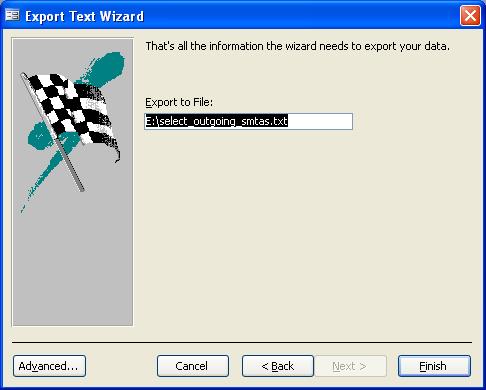 Export Text Wizard
That's all the information the wizard needs to export your data.
Export to File:
E:\select_outgoing_smtas.txt
Advanced...
Cancel
< Back
Next >
Finish